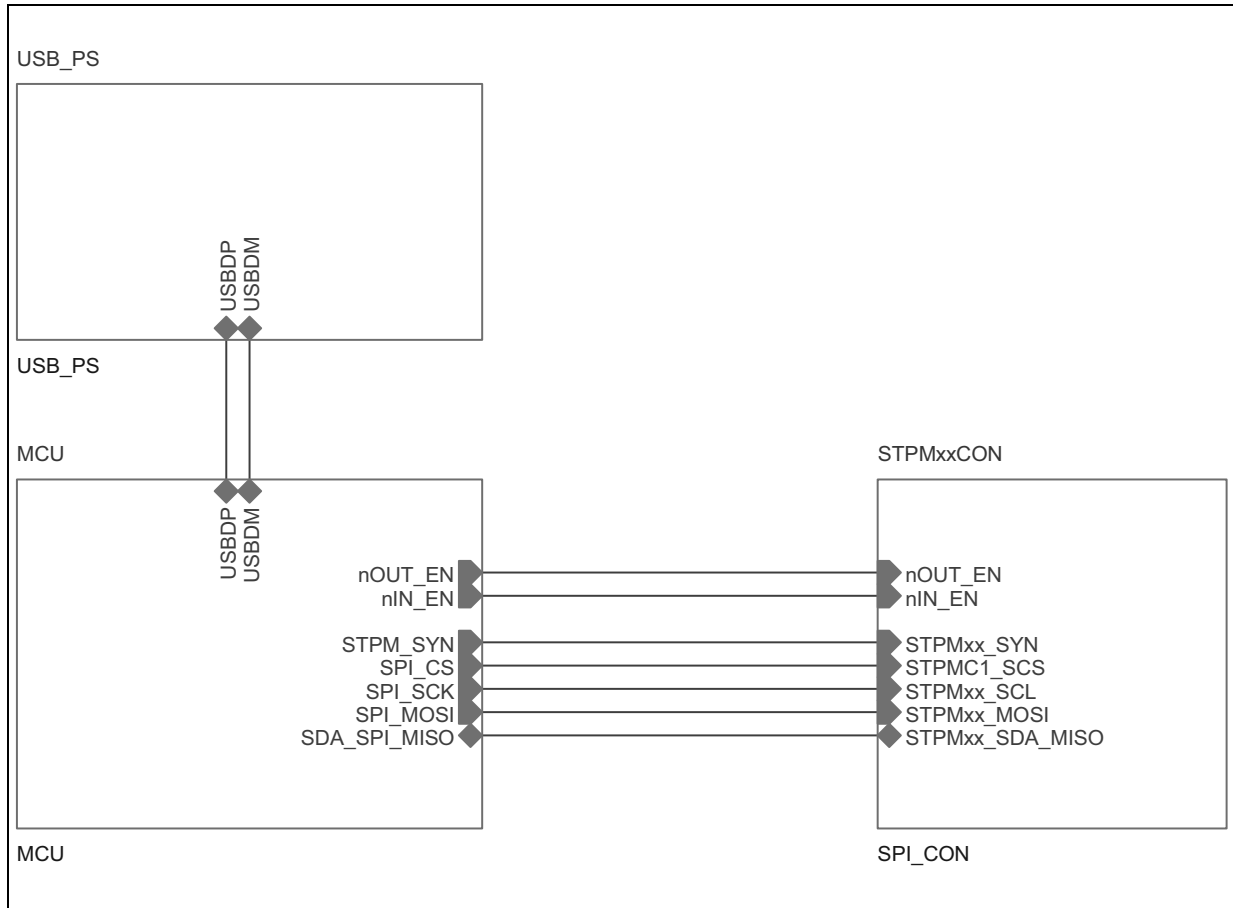 USB_PS
USBDP
USBDM
USB_PS
MCU
STPMxxCON
USBDP
USBDM
nOUT_EN
nIN_EN
STPM_SYN
SPI_CS
SPI_SCK
SPI_MOSI
SDA_SPI_MISO
nOUT_EN
nIN_EN
STPMxx_SYN
STPMC1_SCS
STPMxx_SCL
STPMxx_MOSI
STPMxx_SDA_MISO
MCU
SPI_CON